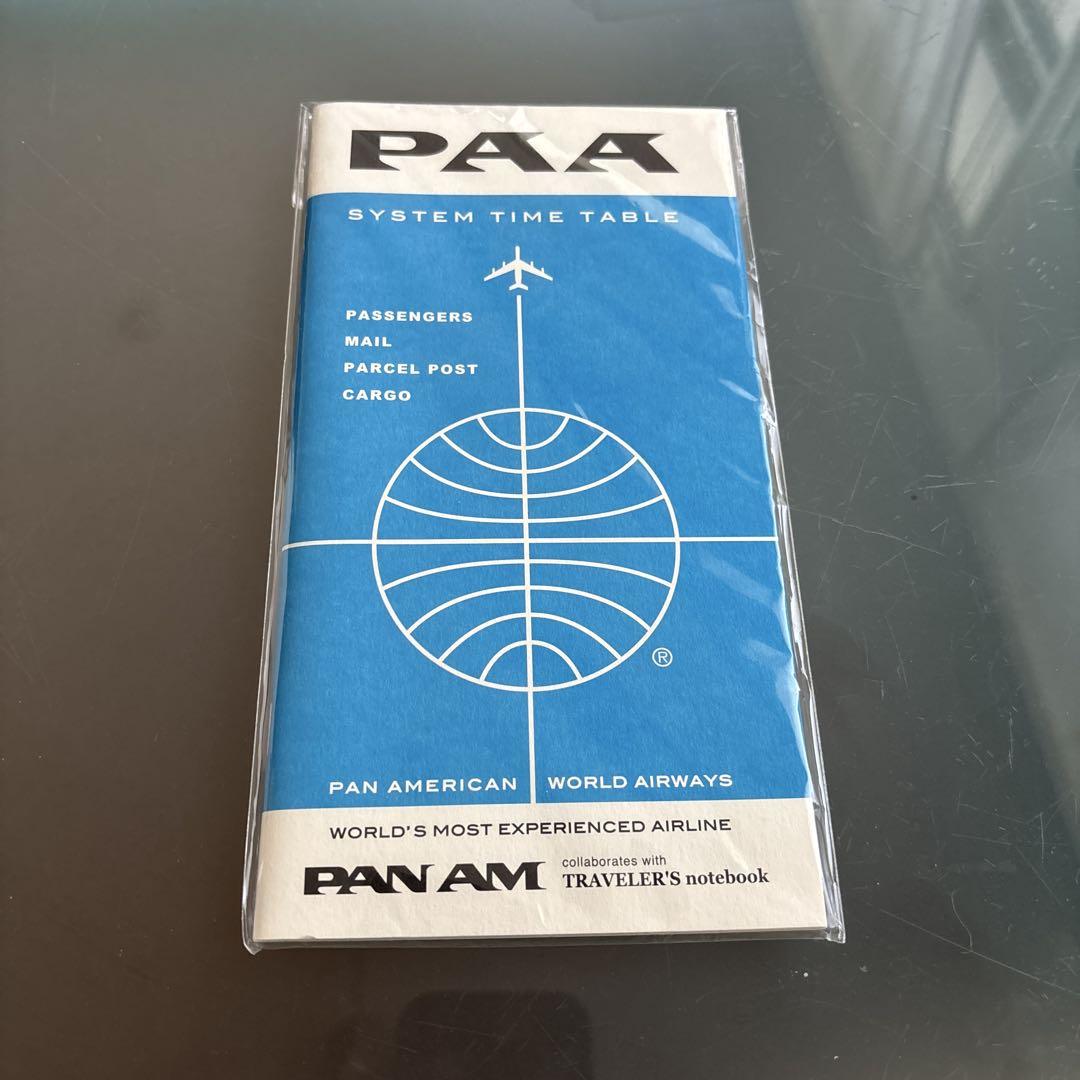 PAA
SYSTEM TIME TABLE
PASSENGERS
MAIL
PARCEL POST
CARGO
®
PAN AMERICAN WORLD AIRWAYS
WORLD'S MOST EXPERIENCED AIRLINE
PAN AM collaborates with
TRAVELER'S notebook